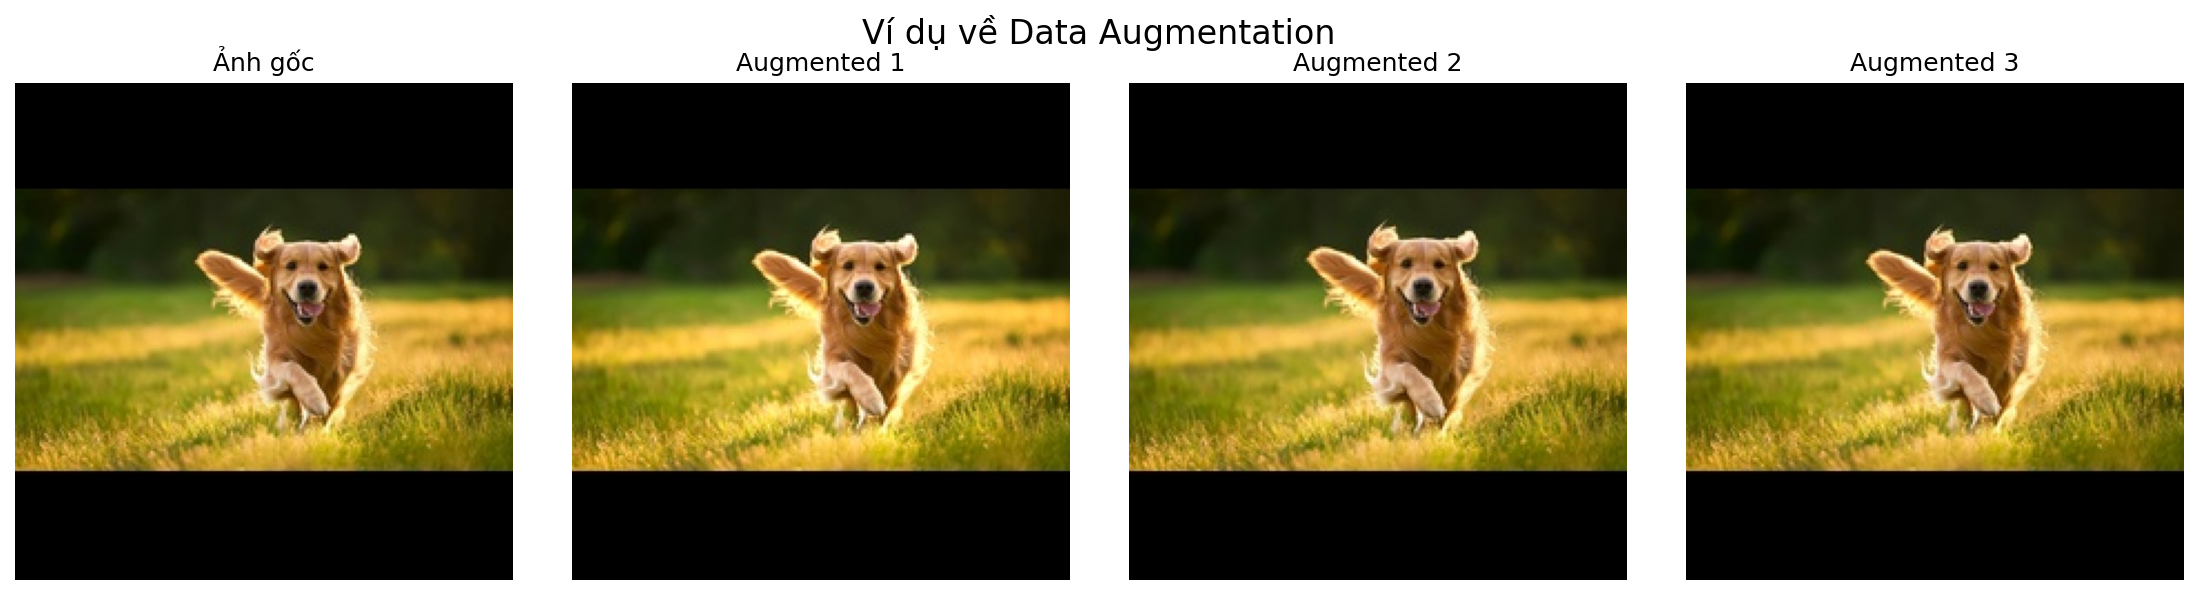 Ví dụ về Data Augmentation
Ảnh gốc
Augmented 1
Augmented 2
Augmented 3